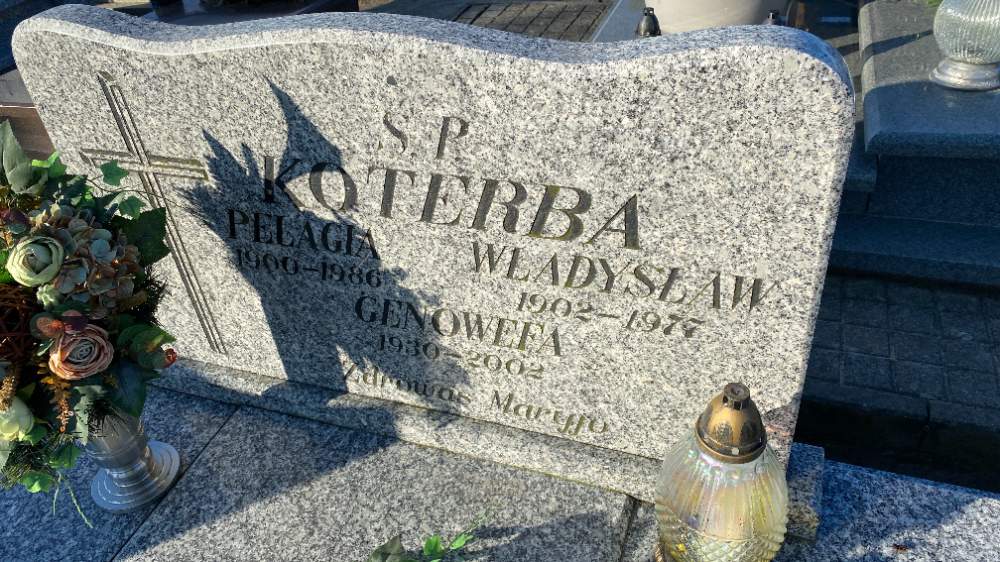 Ś. P.
KOTERBA
PELAGIA
1900-1986
WŁADYSŁAW
1902-1977
GENOWEFA
1930-2002
Zdrowaś Maryjo